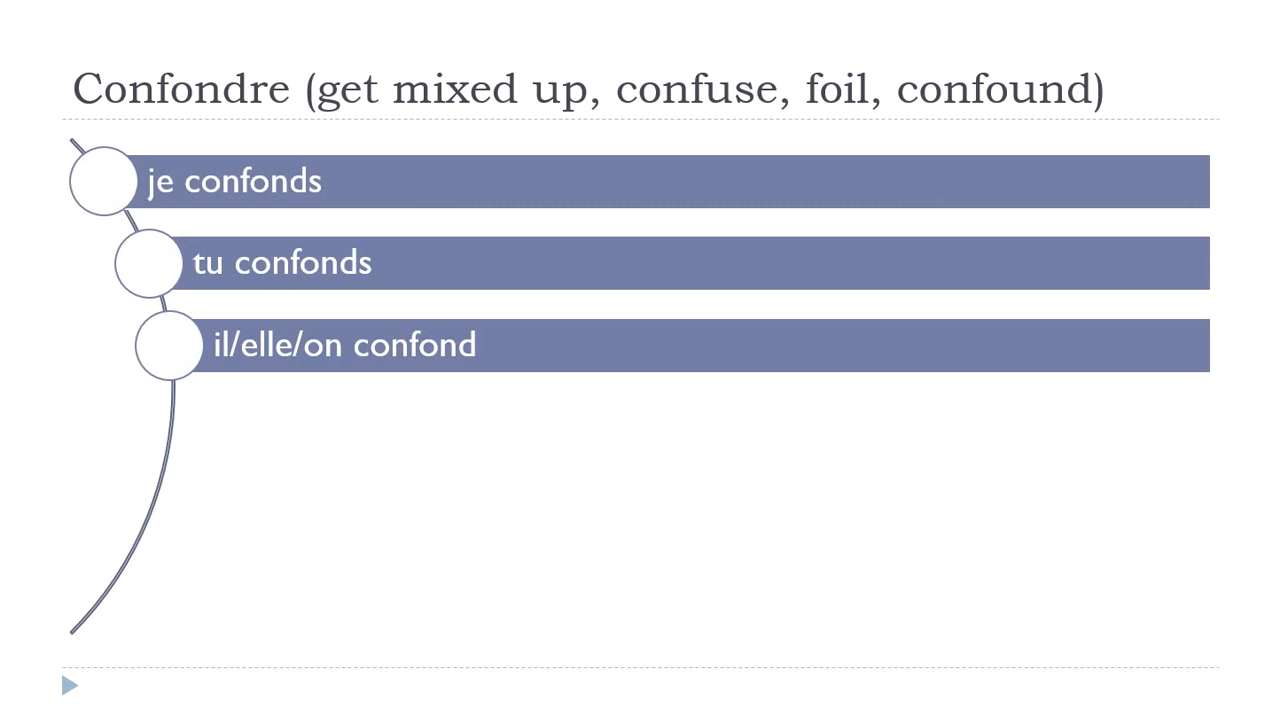 Confondre (get mixed up, confuse, foil, confound)
je confonds
tu confonds
il/elle/on confond